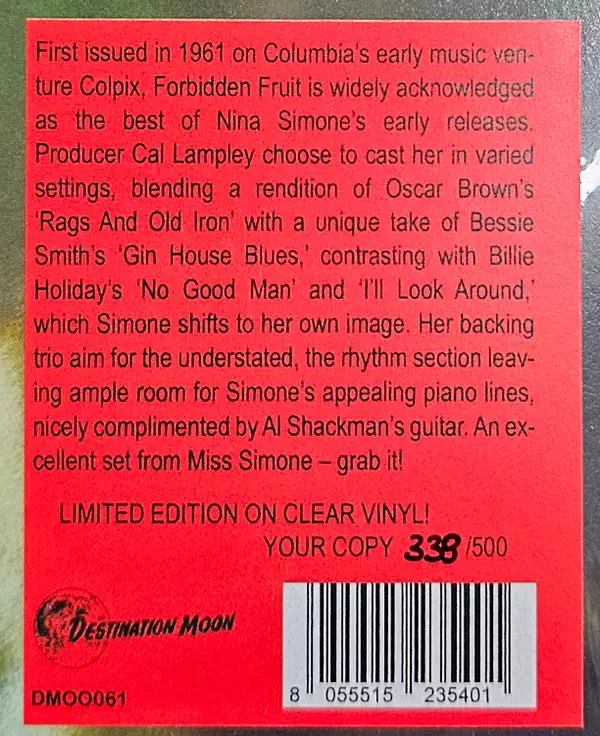 First issued in 1961 on Columbia's early music ven-
ture Colpix, Forbidden Fruit is widely acknowledged
as the best of Nina Simone's early releases.
Producer Cal Lampley choose to cast her in varied
settings, blending a rendition of Oscar Brown's
'Rags And Old Iron' with a unique take of Bessie
Smith's 'Gin House Blues,' contrasting with Billie
Holiday's 'No Good Man' and 'I'll Look Around,'
which Simone shifts to her own image. Her backing
trio aim for the understated, the rhythm section leav-
ing ample room for Simone's appealing piano lines,
nicely complimented by Al Shackman's guitar. An ex-
cellent set from Miss Simone – grab it!
LIMITED EDITION ON CLEAR VINYL!
YOUR COPY 338 /500
DESTINATION MOON
DMOO061
8 055515 235401